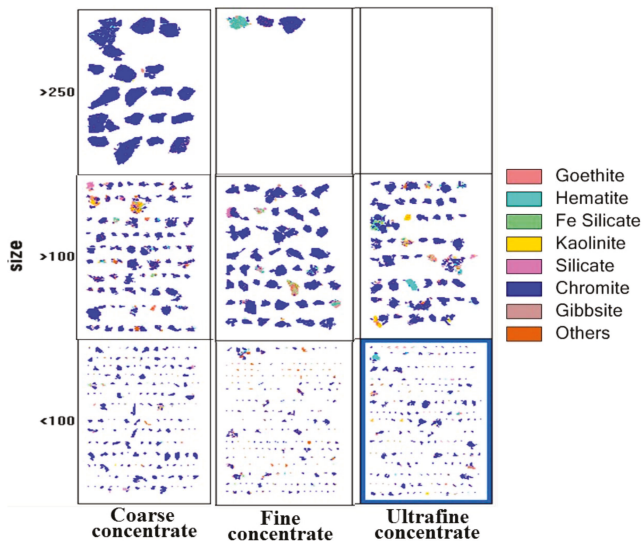 >250
>100
<100
size
Goethite
Hematite
Fe Silicate
Kaolinite
Silicate
Chromite
Gibbsite
Others
Coarse
concentrate
Fine
concentrate
Ultrafine
concentrate